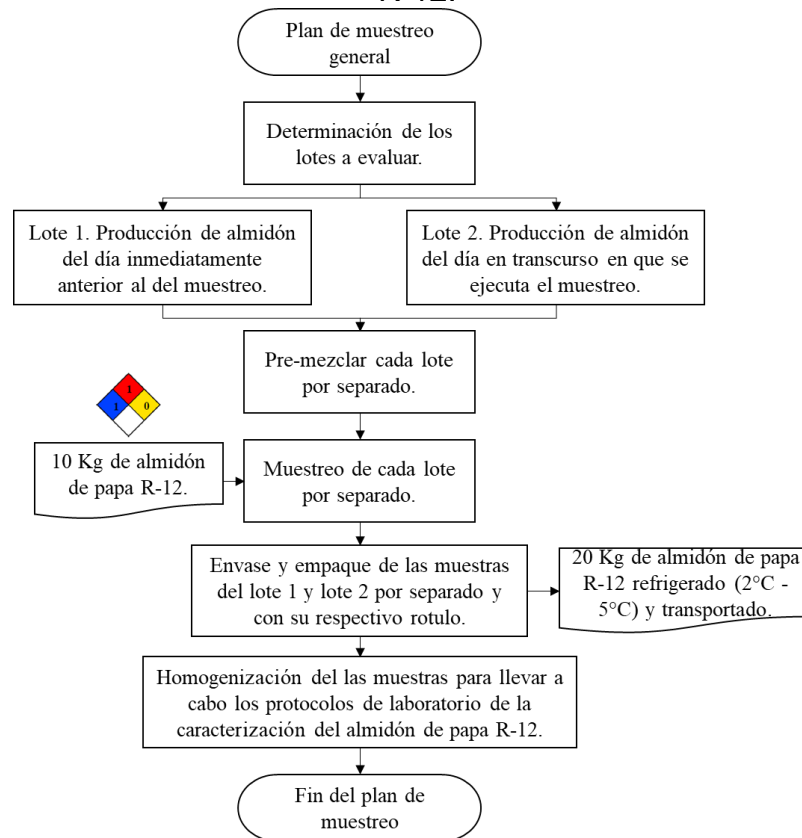 R-12.
Plan de muestreo
general
Determinación de los
lotes a evaluar.
Lote 1. Producción de almidón
del día inmediatamente
anterior al del muestreo.
Lote 2. Producción de almidón
del día en transcurso en que se
ejecuta el muestreo.
Pre-mezclar cada lote
por separado.
1
1 0
10 Kg de almidón
de papa R-12.
Muestreo de cada lote
por separado.
Envase y empaque de las muestras
del lote 1 y lote 2 por separado y
con su respectivo rotulo.
20 Kg de almidón de papa
R-12 refrigerado (2°C -
5°C) y transportado.
Homogenización del las muestras para llevar a
cabo los protocolos de laboratorio de la
caracterización del almidón de papa R-12.
Fin del plan de
muestreo